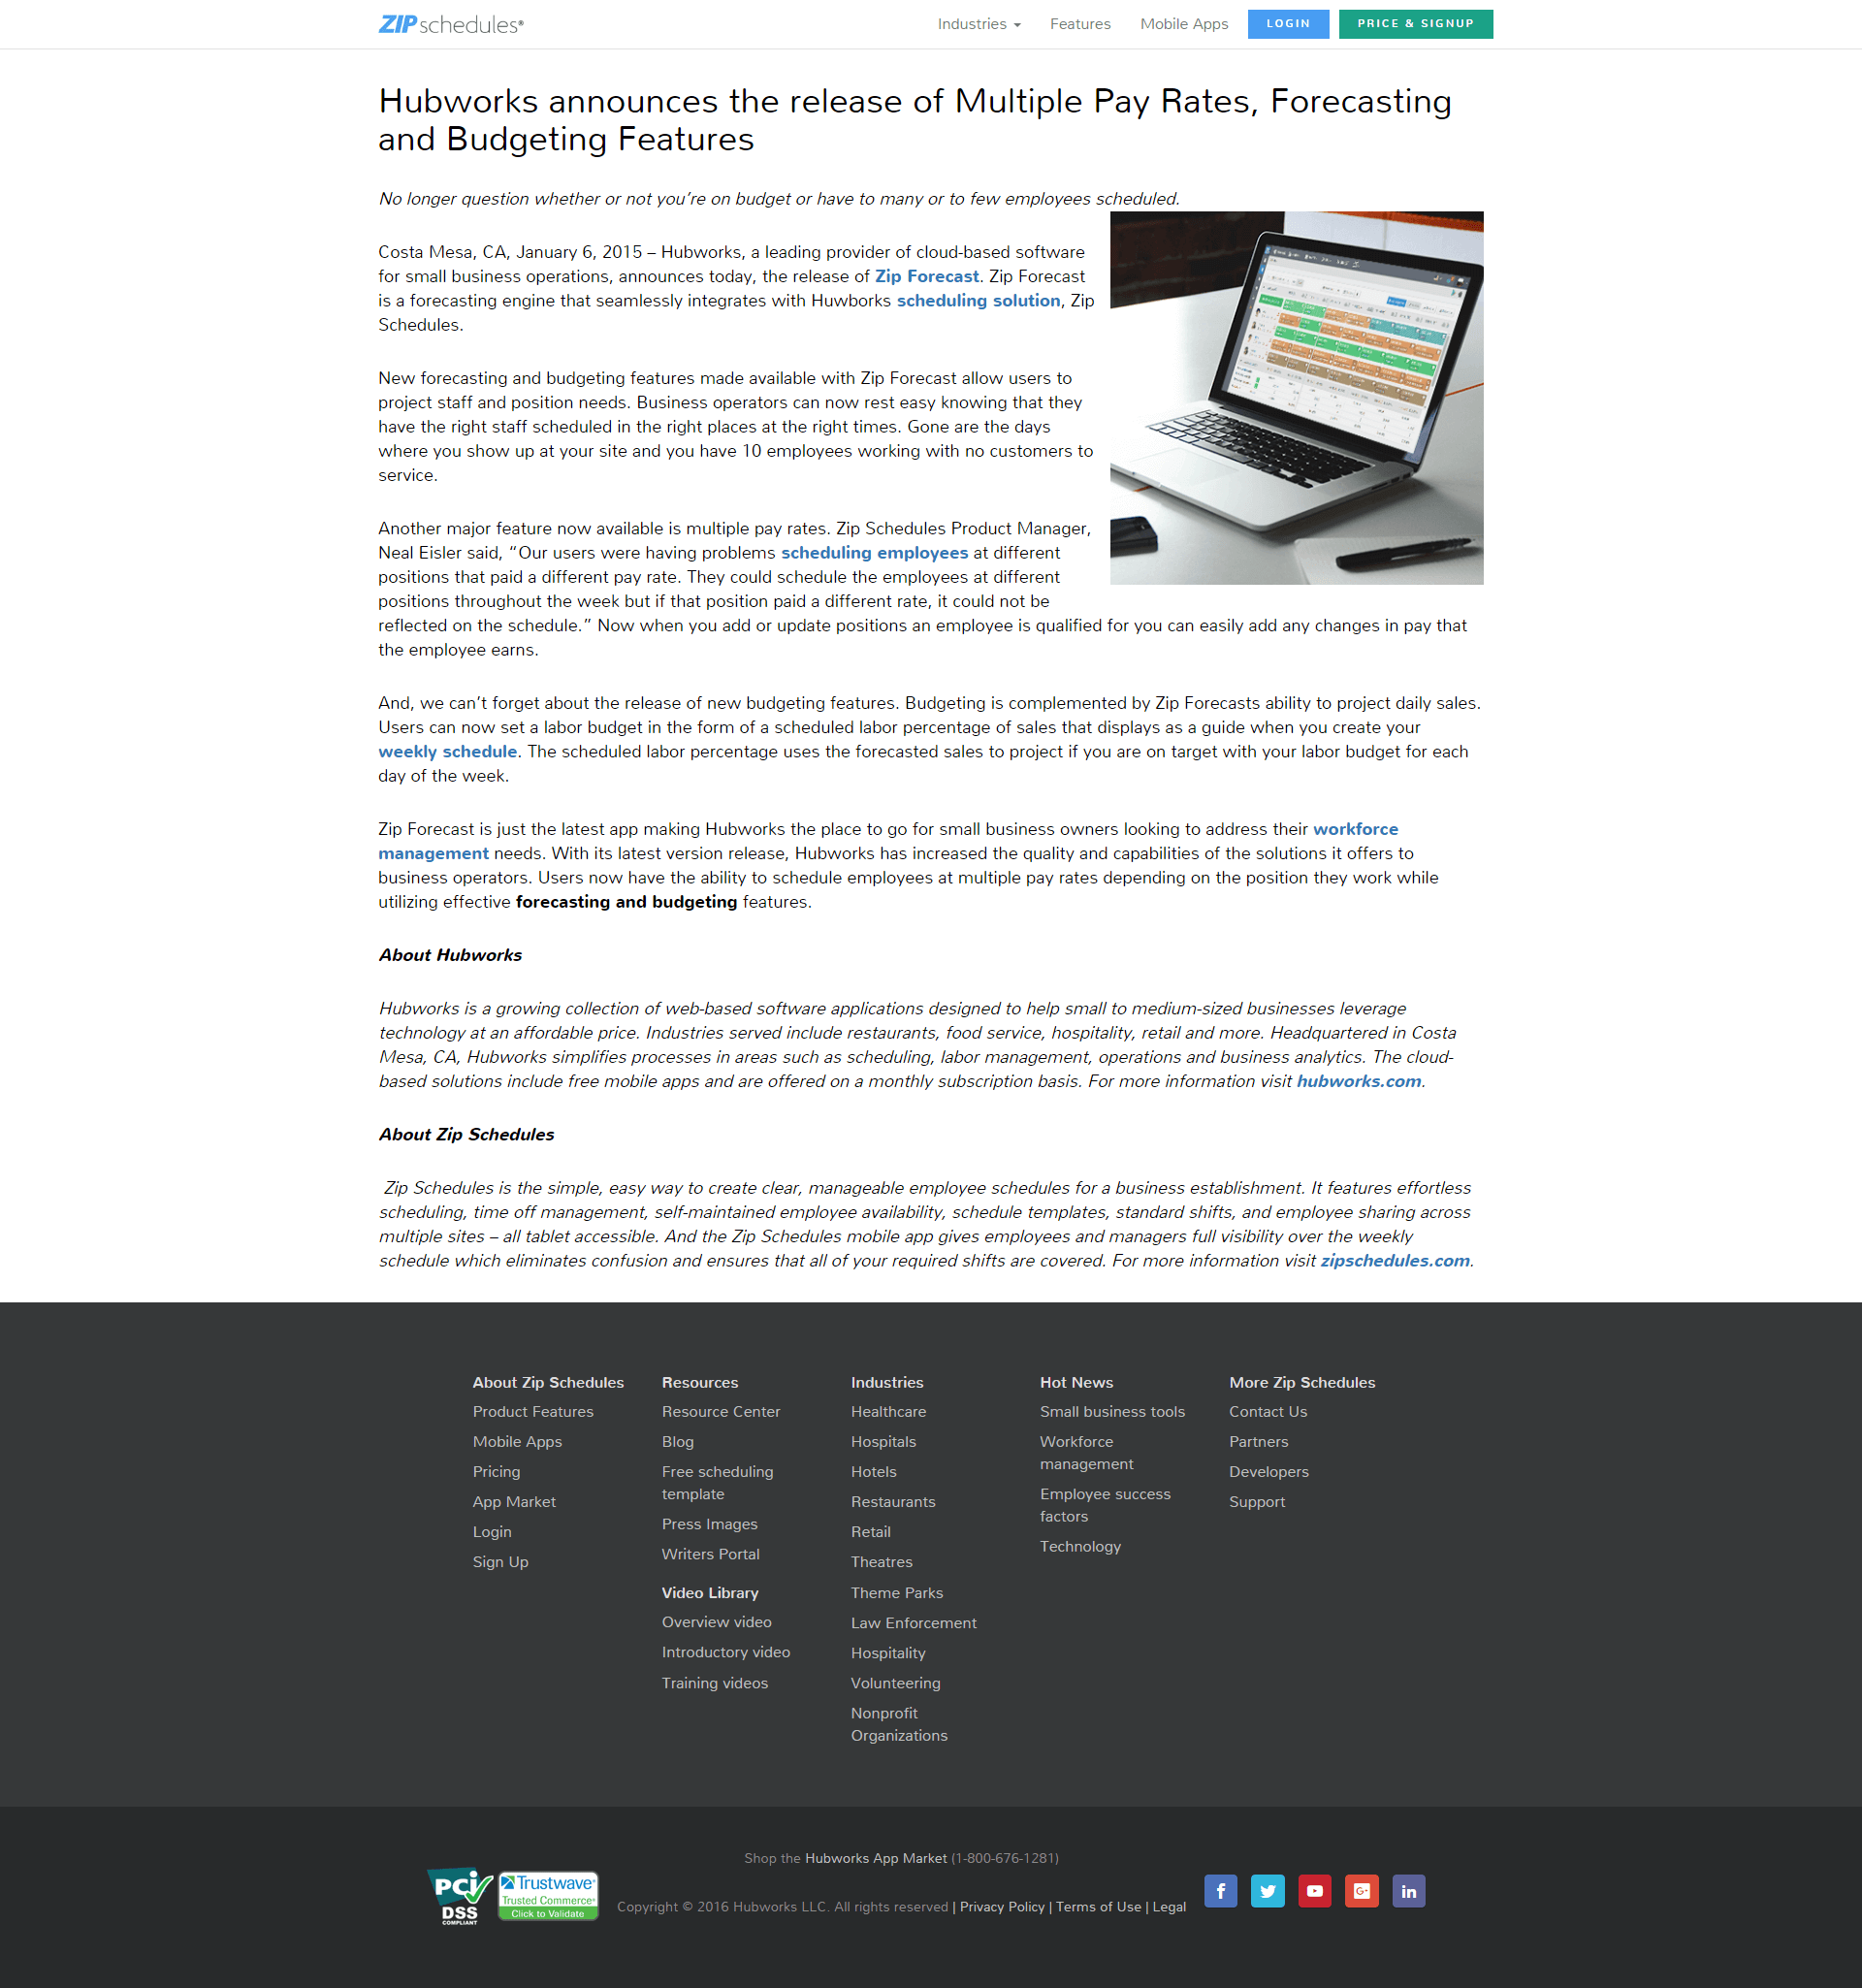 ZIPschedules®
Industries
Features
Mobile Apps
LOGIN
PRICE & SIGNUP
Hubworks announces the release of Multiple Pay Rates, Forecasting
and Budgeting Features
No longer question whether or not you’re on budget or have to many or to few employees scheduled.
Costa Mesa, CA, January 6, 2015 – Hubworks, a leading provider of cloud-based software
for small business operations, announces today, the release of Zip Forecast. Zip Forecast
is a forecasting engine that seamlessly integrates with Huwborks scheduling solution, Zip
Schedules.
New forecasting and budgeting features made available with Zip Forecast allow users to
project staff and position needs. Business operators can now rest easy knowing that they
have the right staff scheduled in the right places at the right times. Gone are the days
where you show up at your site and you have 10 employees working with no customers to
service.
Another major feature now available is multiple pay rates. Zip Schedules Product Manager,
Neal Eisler said, “Our users were having problems scheduling employees at different
positions that paid a different pay rate. They could schedule the employees at different
positions throughout the week but if that position paid a different rate, it could not be
reflected on the schedule.” Now when you add or update positions an employee is qualified for you can easily add any changes in pay that
the employee earns.
And, we can’t forget about the release of new budgeting features. Budgeting is complemented by Zip Forecasts ability to project daily sales.
Users can now set a labor budget in the form of a scheduled labor percentage of sales that displays as a guide when you create your
weekly schedule. The scheduled labor percentage uses the forecasted sales to project if you are on target with your labor budget for each
day of the week.
Zip Forecast is just the latest app making Hubworks the place to go for small business owners looking to address their workforce
management needs. With its latest version release, Hubworks has increased the quality and capabilities of the solutions it offers to
business operators. Users now have the ability to schedule employees at multiple pay rates depending on the position they work while
utilizing effective forecasting and budgeting features.
About Hubworks
Hubworks is a growing collection of web-based software applications designed to help small to medium-sized businesses leverage
technology at an affordable price. Industries served include restaurants, food service, hospitality, retail and more. Headquartered in Costa
Mesa, CA, Hubworks simplifies processes in areas such as scheduling, labor management, operations and business analytics. The cloud-
based solutions include free mobile apps and are offered on a monthly subscription basis. For more information visit hubworks.com.
About Zip Schedules
Zip Schedules is the simple, easy way to create clear, manageable employee schedules for a business establishment. It features effortless
scheduling, time off management, self-maintained employee availability, schedule templates, standard shifts, and employee sharing across
multiple sites – all tablet accessible. And the Zip Schedules mobile app gives employees and managers full visibility over the weekly
schedule which eliminates confusion and ensures that all of your required shifts are covered. For more information visit zipschedules.com.
About Zip Schedules
Product Features
Mobile Apps
Pricing
App Market
Login
Sign Up
Resources
Resource Center
Blog
Free scheduling
template
Press Images
Writers Portal
Video Library
Overview video
Introductory video
Training videos
Industries
Healthcare
Hospitals
Hotels
Restaurants
Retail
Theatres
Theme Parks
Law Enforcement
Hospitality
Volunteering
Nonprofit
Organizations
Hot News
Small business tools
Workforce
management
Employee success
factors
Technology
More Zip Schedules
Contact Us
Partners
Developers
Support
PCi
DSS
COMPLIANT
Trustwave®
Trusted Commerce®
Click to Validate
Shop the Hubworks App Market (1-800-676-1281)
Copyright © 2016 Hubworks LLC. All rights reserved | Privacy Policy | Terms of Use | Legal